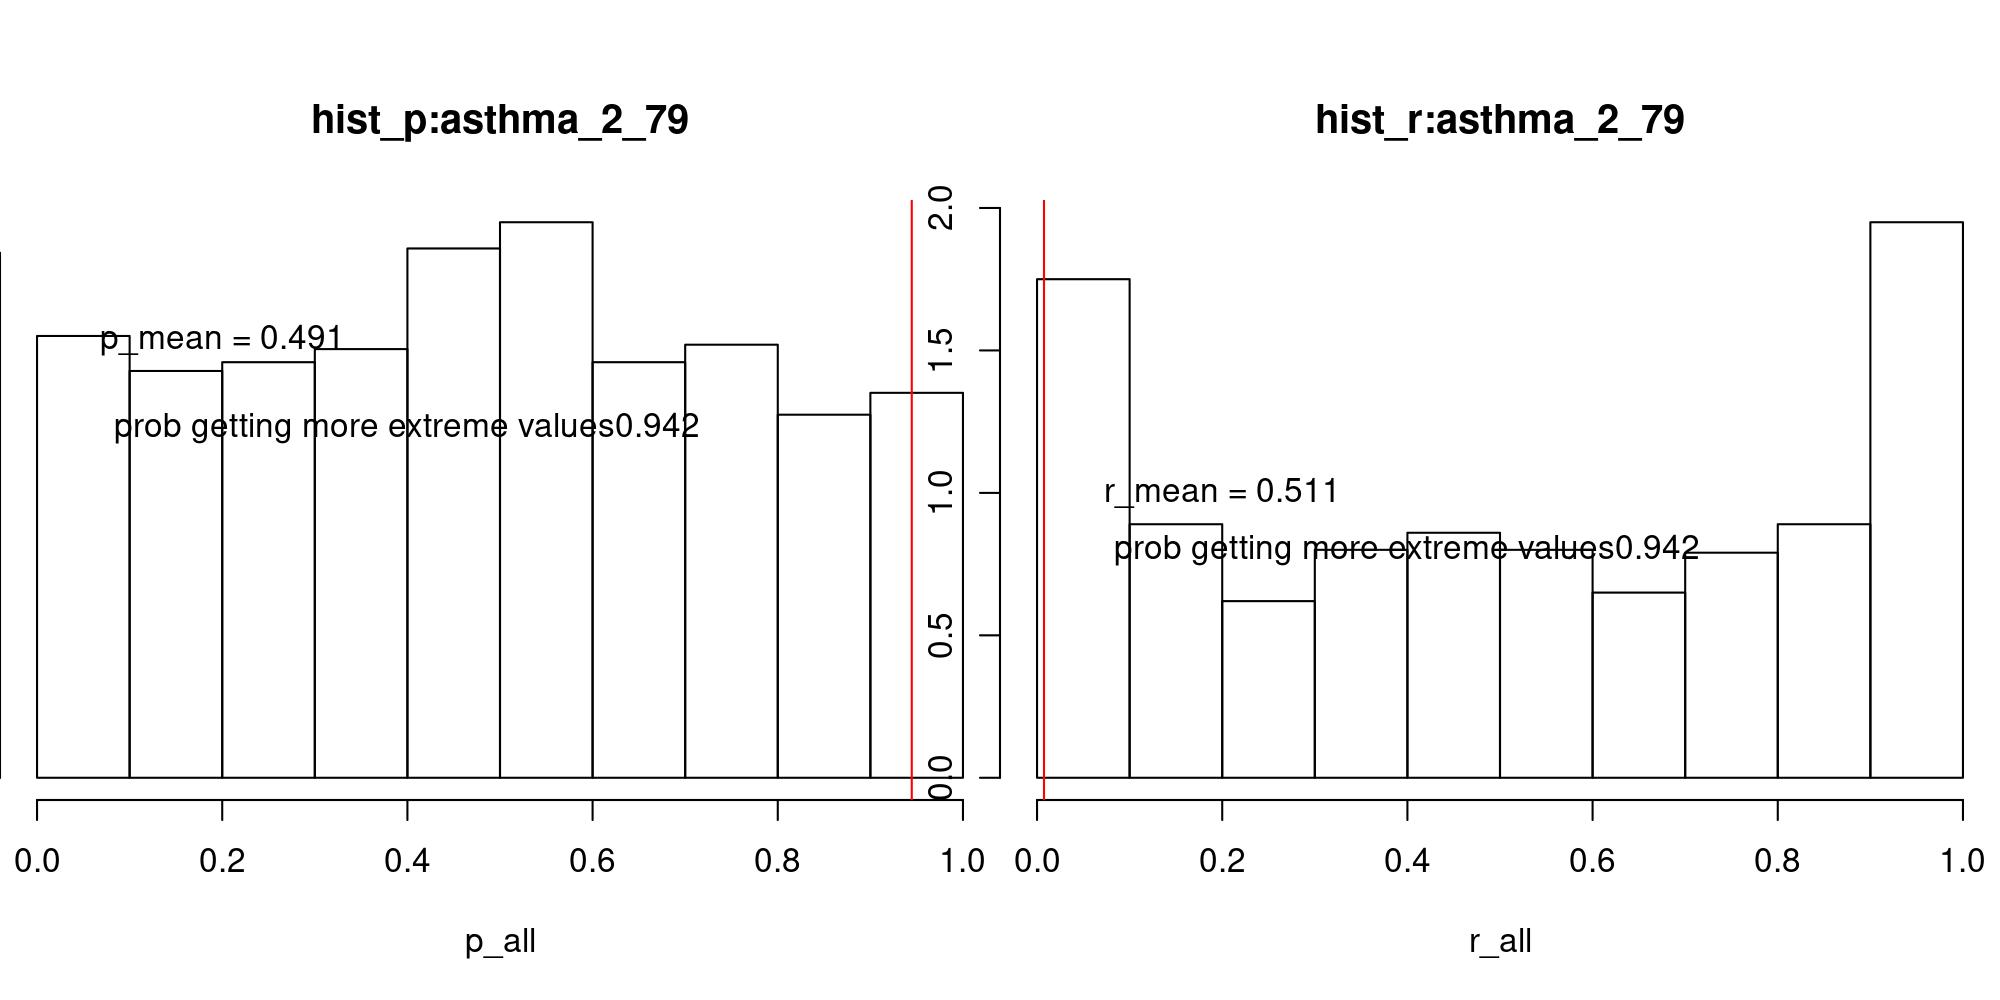 hist_p:asthma_2_79
p_mean = 0.491
prob getting more extreme values0.942
0.0 0.2 0.4 0.6 0.8 1.0
p_all
hist_r:asthma_2_79
2.0
1.5
1.0
0.5
0.0
r_mean = 0.511
prob getting more extreme values0.942
0.0 0.2 0.4 0.6 0.8 1.0
r_all